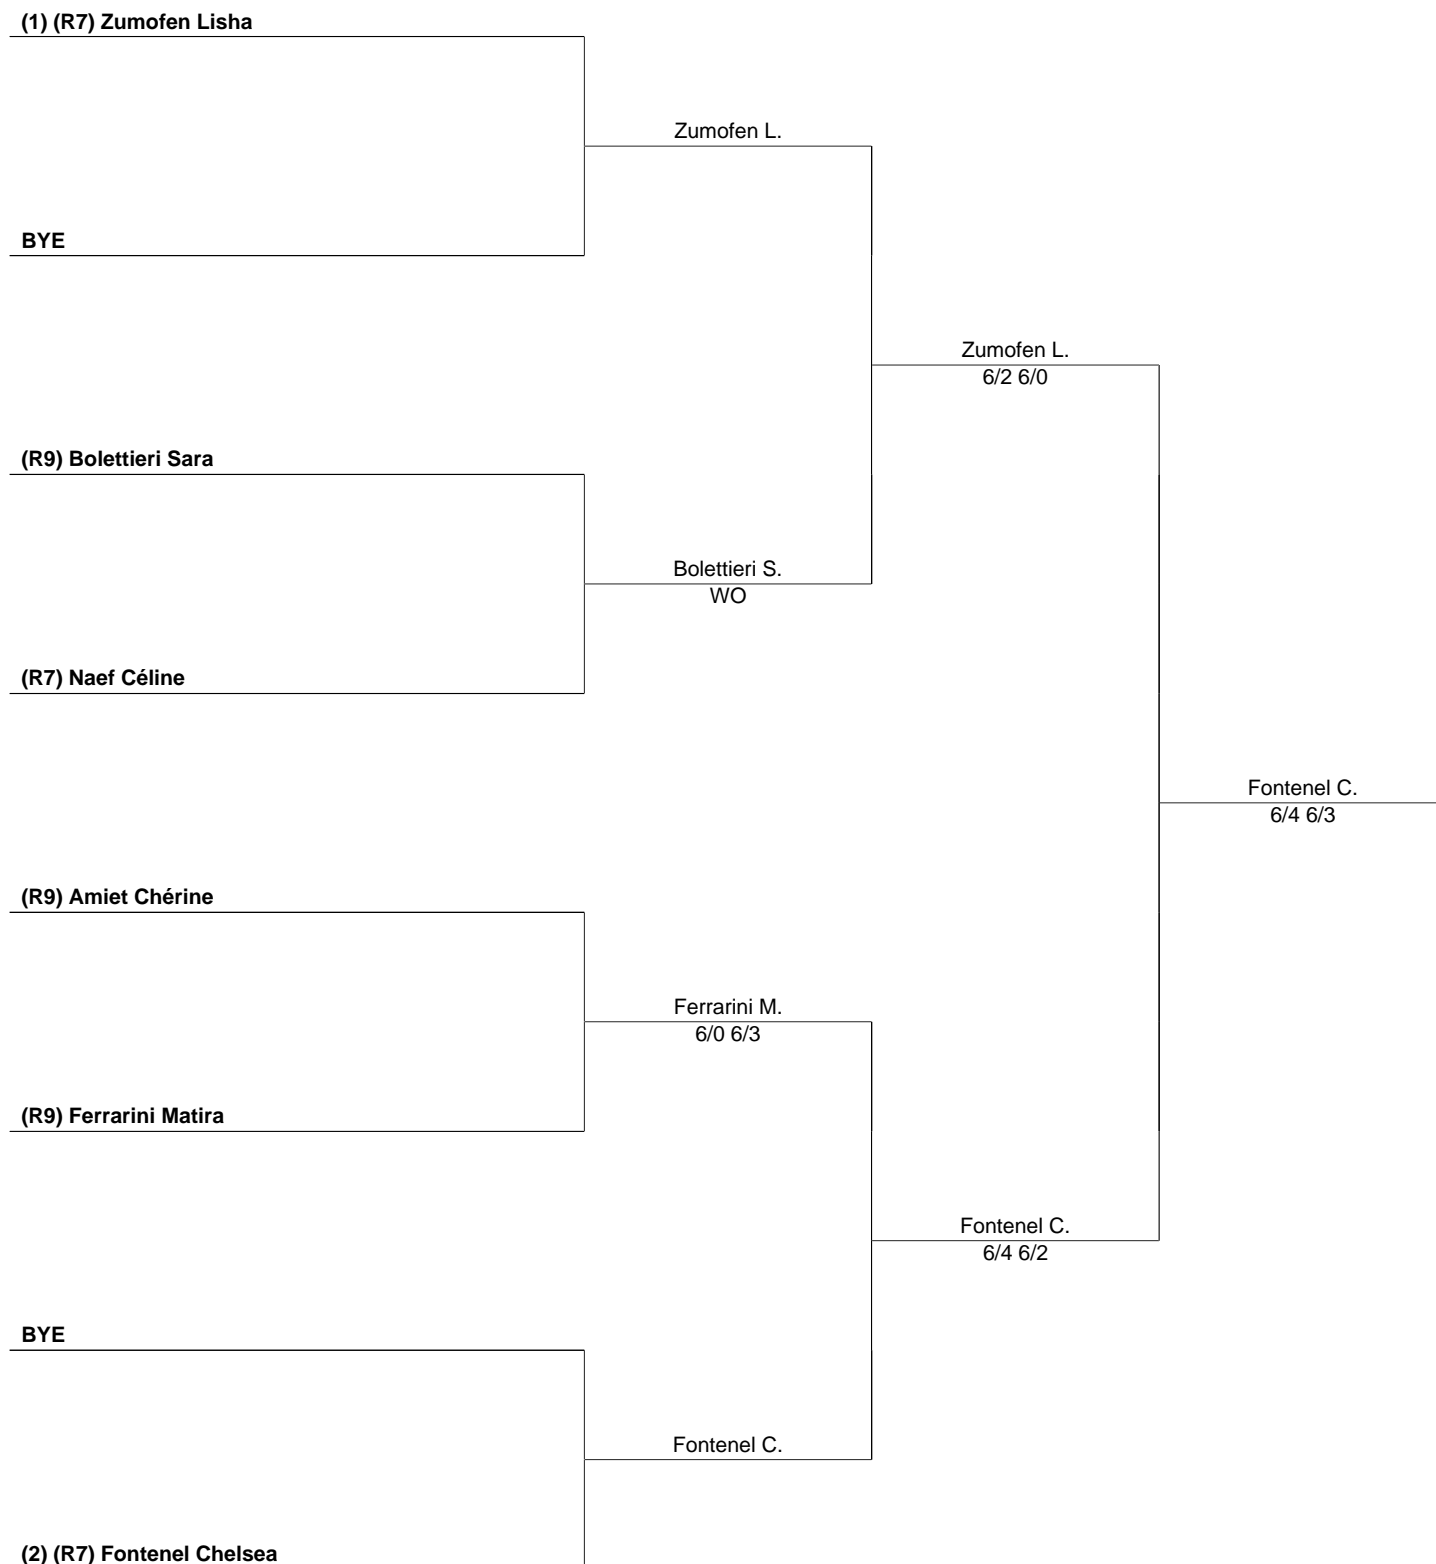 (1) (R7) Zumofen Lisha
Zumofen L.
BYE
Zumofen L.
6/2 6/0
(R9) Bolettieri Sara
Bolettieri S.
WO
(R7) Naef Céline
Fontenel C.
6/4 6/3
(R9) Amiet Chérine
Ferrarini M.
6/0 6/3
(R9) Ferrarini Matira
Fontenel C.
6/4 6/2
BYE
Fontenel C.
(2) (R7) Fontenel Chelsea